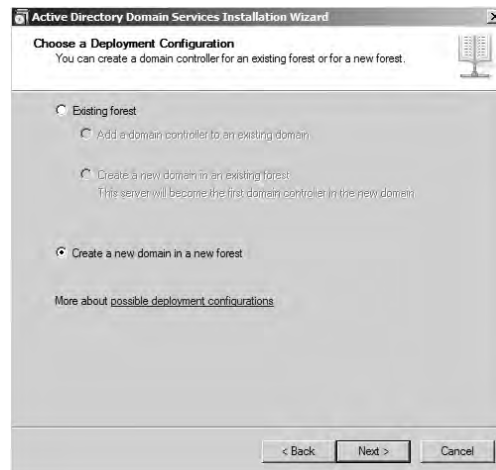 Active Directory Domain Services Installation Wizard
Choose a Deployment Configuration
You can create a domain controller for an existing forest or for a new forest.
Existing forest
Add a domain controller to an existing domain
Create a new domain in an existing forest
This server will become the first domain controller in the new domain.
Create a new domain in a new forest
More about possible deployment configurations
< Back Next > Cancel